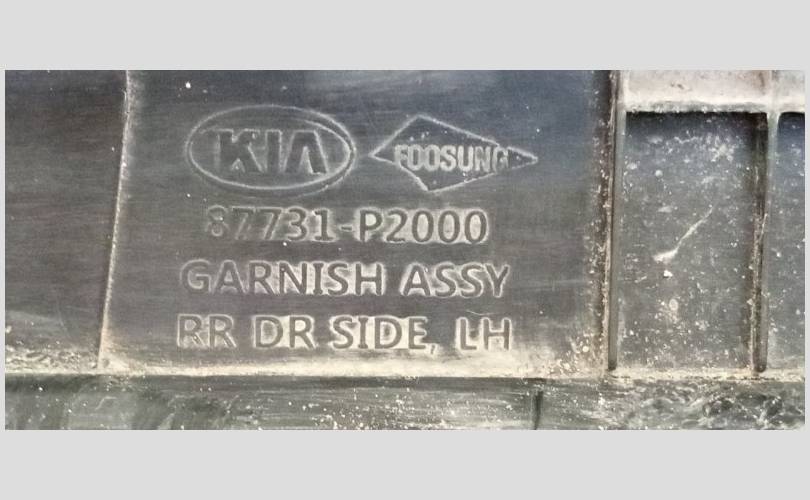 KIA FOOSUNG
87731-P2000
GARNISH ASSY
RR DR SIDE, LH